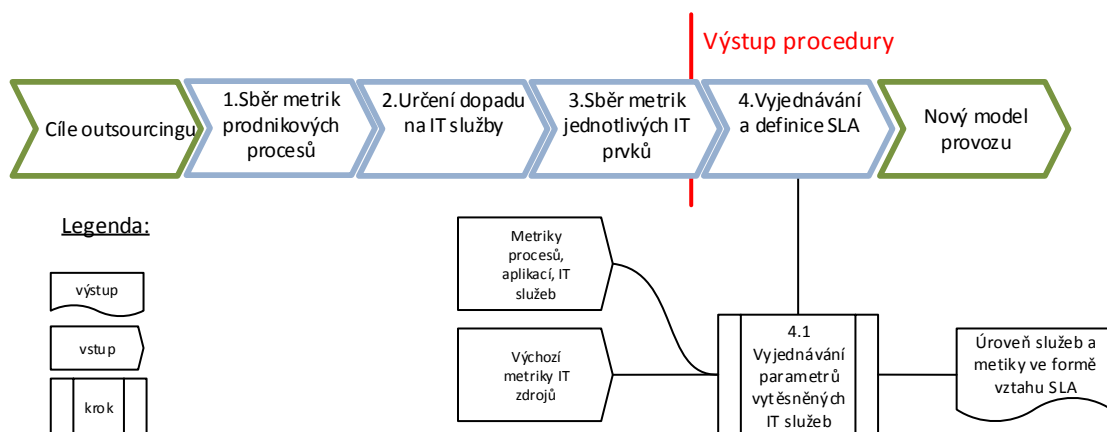 Výstup procedury
Cíle outsourcingu
1.Sběr metrik
prodnikových
procesů
2.Určení dopadu
na IT služby
3.Sběr metrik
jednotlivých IT
prvků
4.Vyjednávání
a definice SLA
Nový model
provozu
Legenda:
výstup
vstup
krok
Metriky
procesů,
aplikací, IT
služeb
Výchozí
metriky IT
zdrojů
4.1
Vyjednávání
parametrů
vytěsněných
IT služeb
Úroveň služeb a
metiky ve formě
vztahu SLA